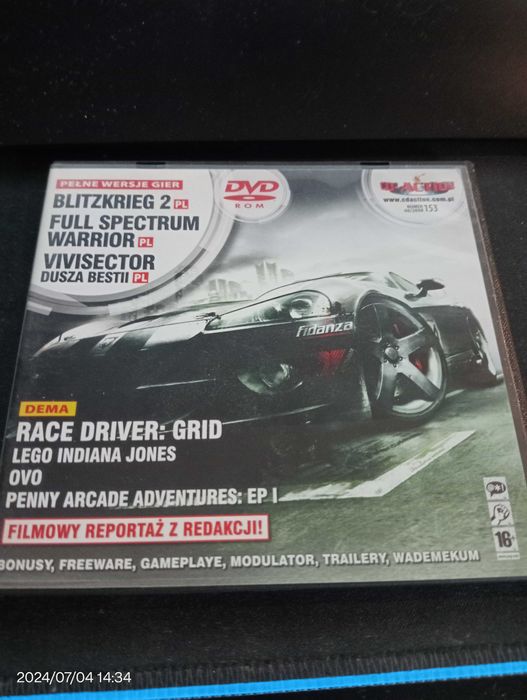 PEŁNE WERSJE GIER
BLITZKRIEG 2 PL
FULL SPECTRUM
WARRIOR PL
VIVISECTOR
DUSZA BESTII PL
DVD
ROM
CD-ACTION
www.cdaction.com.pl
NUMER 153
Fidanza
DEMA
RACE DRIVER: GRID
LEGO INDIANA JONES
OVO
PENNY ARCADE ADVENTURES: EP I
FILMOWY REPORTAŻ Z REDAKCJI!
16+
BONUSY, FREEWARE, GAMEPLAYE, MODULATOR, TRAILERY, WADEMEKUM
2024/07/04 14:34